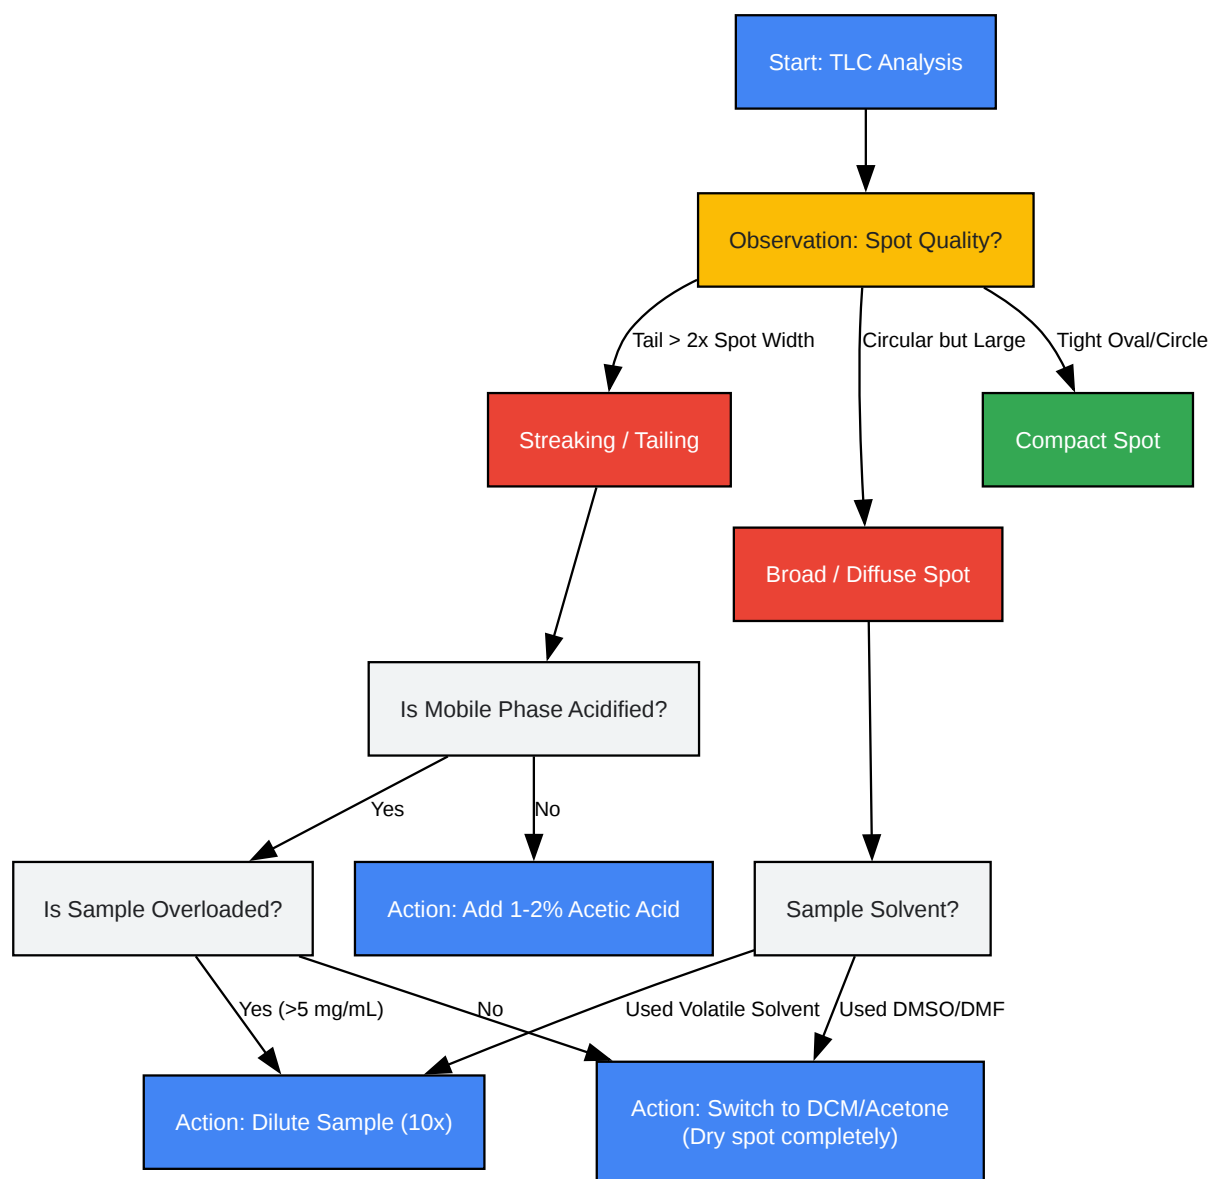 Start: TLC Analysis
Observation: Spot Quality?
Tail > 2x Spot Width
Circular but Large
Tight Oval/Circle
Streaking / Tailing
Compact Spot
Broad / Diffuse Spot
Is Mobile Phase Acidified?
Yes
No
Is Sample Overloaded?
Action: Add 1-2% Acetic Acid
Sample Solvent?
Yes (>5 mg/mL)
No
Used Volatile Solvent
Used DMSO/DMF
Action: Dilute Sample (10x)
Action: Switch to DCM/Acetone
(Dry spot completely)